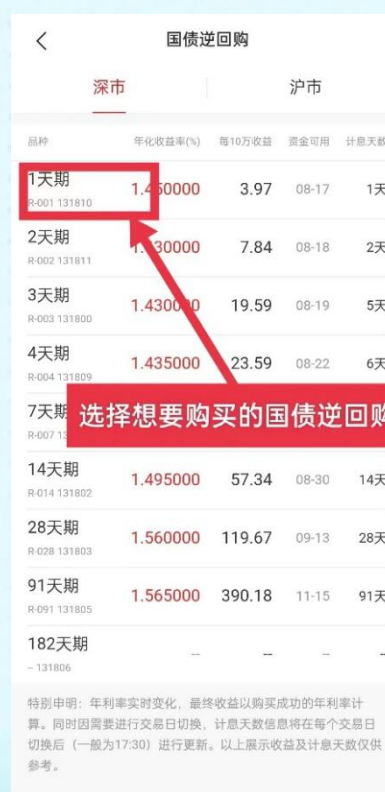 国债逆回购
深市 沪市
品种 年化收益率(%) 每10万收益 资金可用 计息天数
1天期
R-001 131810
1.450000 3.97 08-17 1天
2天期
R-002 131811
30000 7.84 08-18 2天
3天期
R-003 131800
1.430000 19.59 08-19 5天
4天期
R-004 131809
1.435000 23.59 08-22 6天
7天期
R-007 13
选择想要购买的国债逆回购
14天期
R-014 131802
1.495000 57.34 08-30 14天
28天期
R-028 131803
1.560000 119.67 09-13 28天
91天期
R-091 131805
1.565000 390.18 11-15 91天
182天期
-- 131806
-- -- -- --
特别申明：年利率实时变化，最终收益以购买成功的年利率计
算。同时因需要进行交易日切换，计息天数信息将在每个交易日
切换后（一般为17:30）进行更新。以上展示收益及计息天数仅供
参考。